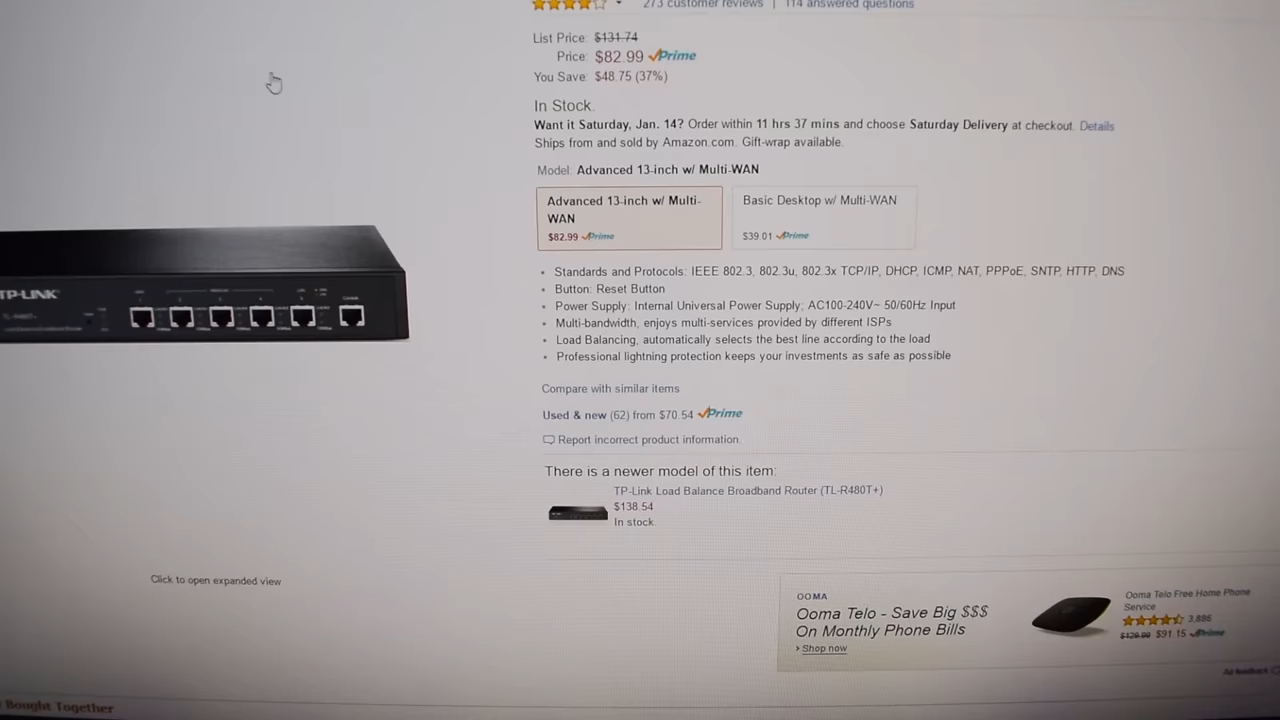 273 customer reviews | 114 answered questions
List Price: $131.74
Price: $82.99 Prime
You Save: $48.75 (37%)
In Stock.
Want it Saturday, Jan. 14? Order within 11 hrs 37 mins and choose Saturday Delivery at checkout. Details
Ships from and sold by Amazon.com. Gift-wrap available.
Model: Advanced 13-inch w/ Multi-WAN
Advanced 13-inch w/ Multi-
WAN
$82.99 Prime
Basic Desktop w/ Multi-WAN
$39.01 Prime
• Standards and Protocols: IEEE 802.3, 802.3u, 802.3x TCP/IP, DHCP, ICMP, NAT, PPPoE, SNTP, HTTP, DNS
• Button: Reset Button
• Power Supply: Internal Universal Power Supply; AC100-240V~ 50/60Hz Input
• Multi-bandwidth, enjoys multi-services provided by different ISPs
• Load Balancing, automatically selects the best line according to the load
• Professional lightning protection keeps your investments as safe as possible
TP-LINK
Compare with similar items
Used & new (62) from $70.54 Prime
Report incorrect product information.
There is a newer model of this item:
TP-Link Load Balance Broadband Router (TL-R480T+)
$138.54
In stock.
Click to open expanded view
OOMA
Ooma Telo - Save Big $$$
On Monthly Phone Bills
› Shop now
Ooma Telo Free Home Phone
Service
3,886
$129.99 $91.15 Prime
Ad feedback
Bought Together